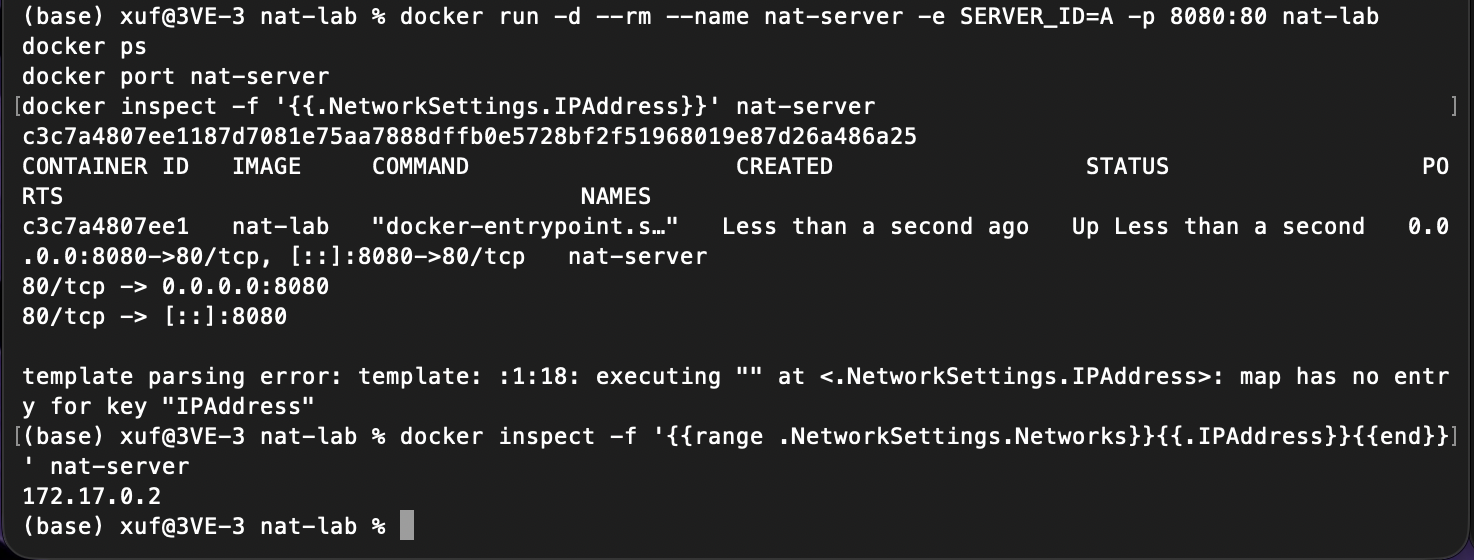 (base) xuf@3VE-3 nat-lab % docker run -d --rm --name nat-server -e SERVER_ID=A -p 8080:80 nat-lab
docker ps
docker port nat-server
[docker inspect -f '{{.NetworkSettings.IPAddress}}' nat-server ]
c3c7a4807ee1187d7081e75aa7888dffb0e5728bf2f51968019e87d26a486a25
CONTAINER ID   IMAGE     COMMAND                   CREATED                  STATUS                  PO
RTS                                     NAMES
c3c7a4807ee1   nat-lab   "docker-entrypoint.s…"   Less than a second ago   Up Less than a second   0.0
.0.0:8080->80/tcp, [::]:8080->80/tcp   nat-server
80/tcp -> 0.0.0.0:8080
80/tcp -> [::]:8080
template parsing error: template: :1:18: executing "" at <.NetworkSettings.IPAddress>: map has no entr
y for key "IPAddress"
[(base) xuf@3VE-3 nat-lab % docker inspect -f '{{range .NetworkSettings.Networks}}{{.IPAddress}}{{end}}]
' nat-server
172.17.0.2
(base) xuf@3VE-3 nat-lab %